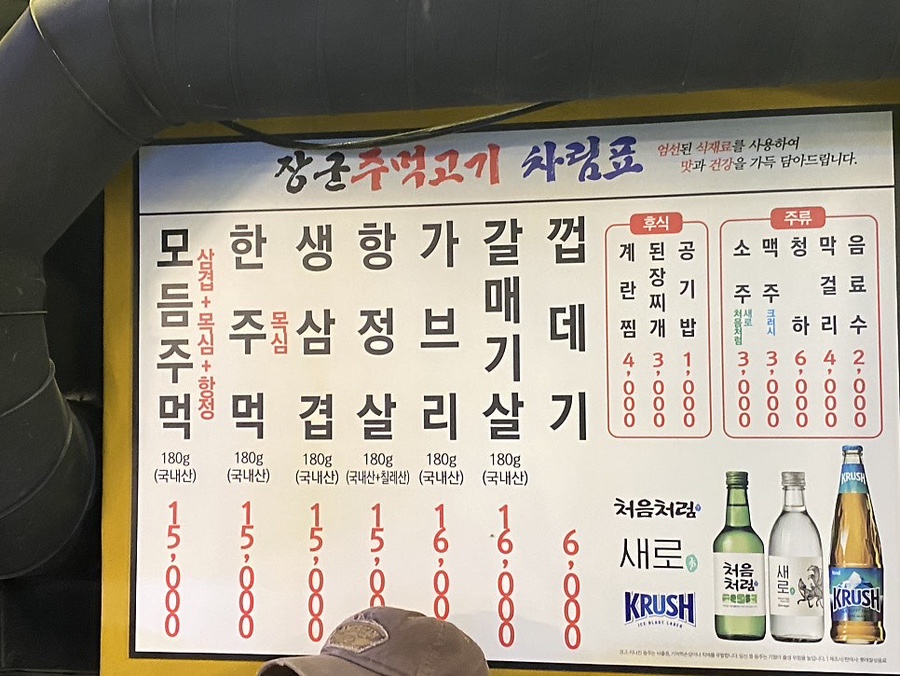 장군주먹고기 차림표
엄선된 식재료를 사용하여
맛과 건강을 가득 담아드립니다.
모듬주먹
삼겹+목심+항정
180g
(국내산)
15,000
한주먹
목심
180g
(국내산)
15,000
생삼겹
180g
(국내산)
15,000
항정살
180g
(국내산+칠레산)
15,0
가브리
180g
(국내산)
16,00
갈매기살
180g
(국내산)
16,000
껍데기
6,000
후식
계란찜
4,000
된장찌개
3,000
공기밥
1,000
주류
소주
새로
처음처럼
3,000
맥주
크러시
3,000
청하
6,000
막걸리
4,000
음료수
2,000
처음처럼
새로
KRUSH
ICE BLANC LAGER
처음
처럼
새로
KRUSH
KRUSH